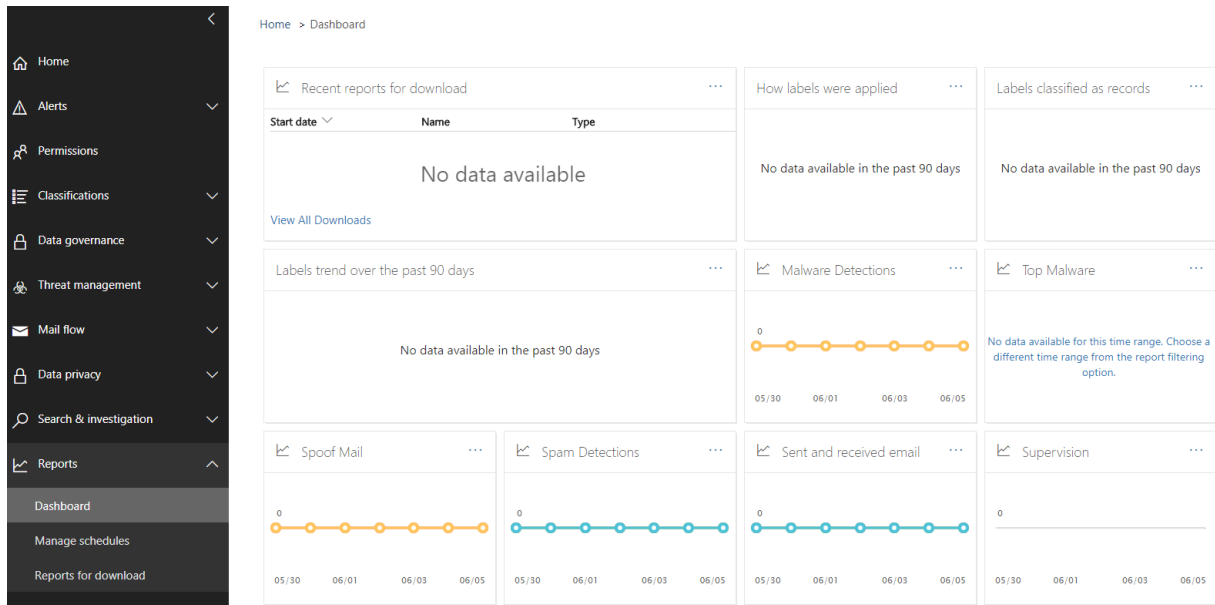 Home > Dashboard
Home
Alerts
Permissions
Classifications
Data governance
Threat management
Mail flow
Data privacy
Search & investigation
Reports
Dashboard
Manage schedules
Reports for download
Recent reports for download ...
Start date Name Type
No data available
View All Downloads
How labels were applied ...
No data available in the past 90 days
Labels classified as records ...
No data available in the past 90 days
Labels trend over the past 90 days ...
No data available in the past 90 days
Malware Detections ...
0
05/30 06/01 06/03 06/05
Top Malware ...
No data available for this time range. Choose a
different time range from the report filtering
option.
Spoof Mail ...
0
05/30 06/01 06/03 06/05
Spam Detections ...
0
05/30 06/01 06/03 06/05
Sent and received email ...
0
05/30 06/01 06/03 06/05
Supervision ...
0
05/30 06/01 06/03 06/05